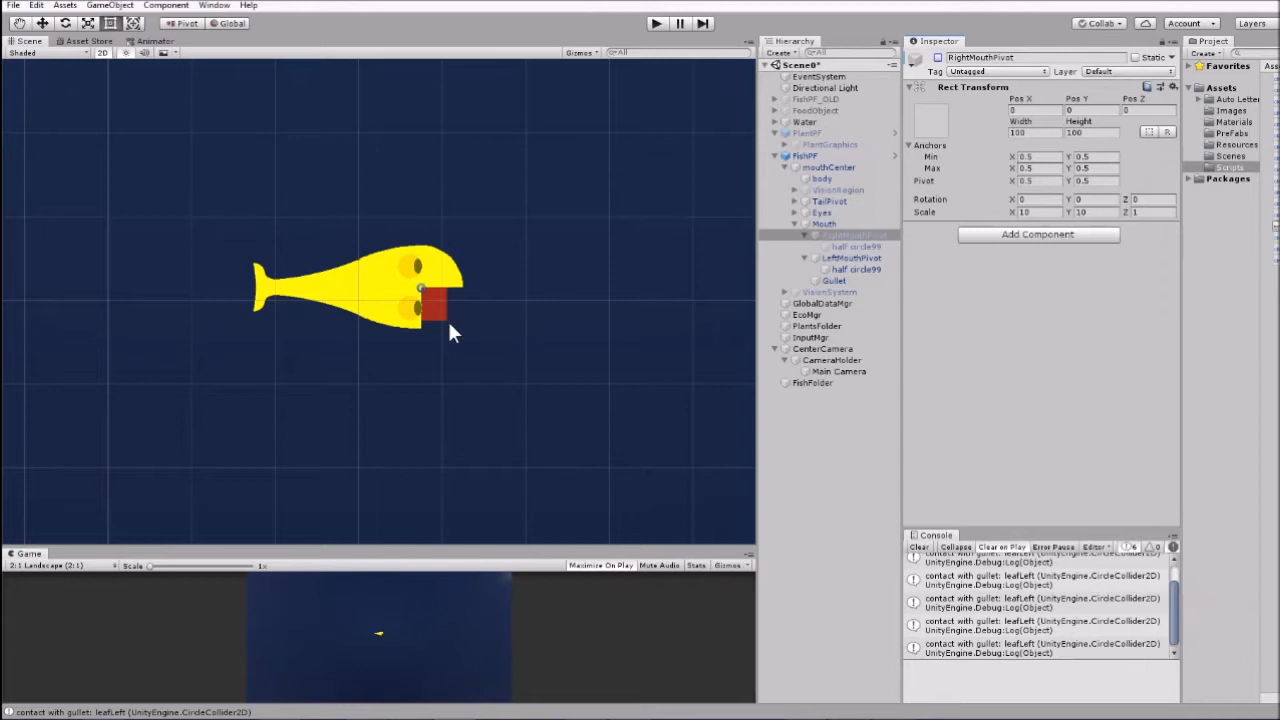 File Edit Assets GameObject Component Window Help
Pivot Global Collab Account Layers
Scene Asset Store Animator
Shaded 2D Gizmos All
Hierarchy
Create All
Scene0*
EventSystem
Directional Light
FishPF_OLD
FoodObject
Water
PlantPF
PlantGraphics
FishPF
mouthCenter
body
VisionRegion
TailPivot
Eyes
Mouth
RightMouthPivot
half circle99
LeftMouthPivot
half circle99
Gullet
VisionSystem
GlobalDataMgr
EcoMgr
PlantsFolder
InputMgr
CenterCamera
CameraHolder
Main Camera
FishFolder
Inspector
RightMouthPivot Static
Tag Untagged Layer Default
Rect Transform
Pos X Pos Y Pos Z
0 0 0
Width Height
100 100 R
Anchors
Min X 0.5 Y 0.5
Max X 0.5 Y 0.5
Pivot X 0.5 Y 0.5
Rotation X 0 Y 0 Z 0
Scale X 10 Y 10 Z 1
Add Component
Project
Create
Favorites
Assets
Auto Letter
Images
Materials
PreFabs
Resources
Scenes
Scripts
Packages
Game
2:1 Landscape (2:1) Scale 1x Maximize On Play Mute Audio Stats Gizmos
Console
Clear Collapse Clear on Play Error Pause Editor 6 0
contact with gullet: leafLeft (UnityEngine.CircleCollider2D)
UnityEngine.Debug:Log(Object)
contact with gullet: leafLeft (UnityEngine.CircleCollider2D)
UnityEngine.Debug:Log(Object)
contact with gullet: leafLeft (UnityEngine.CircleCollider2D)
UnityEngine.Debug:Log(Object)
contact with gullet: leafLeft (UnityEngine.CircleCollider2D)
UnityEngine.Debug:Log(Object)
contact with gullet: leafLeft (UnityEngine.CircleCollider2D)
UnityEngine.Debug:Log(Object)
contact with gullet: leafLeft (UnityEngine.CircleCollider2D)